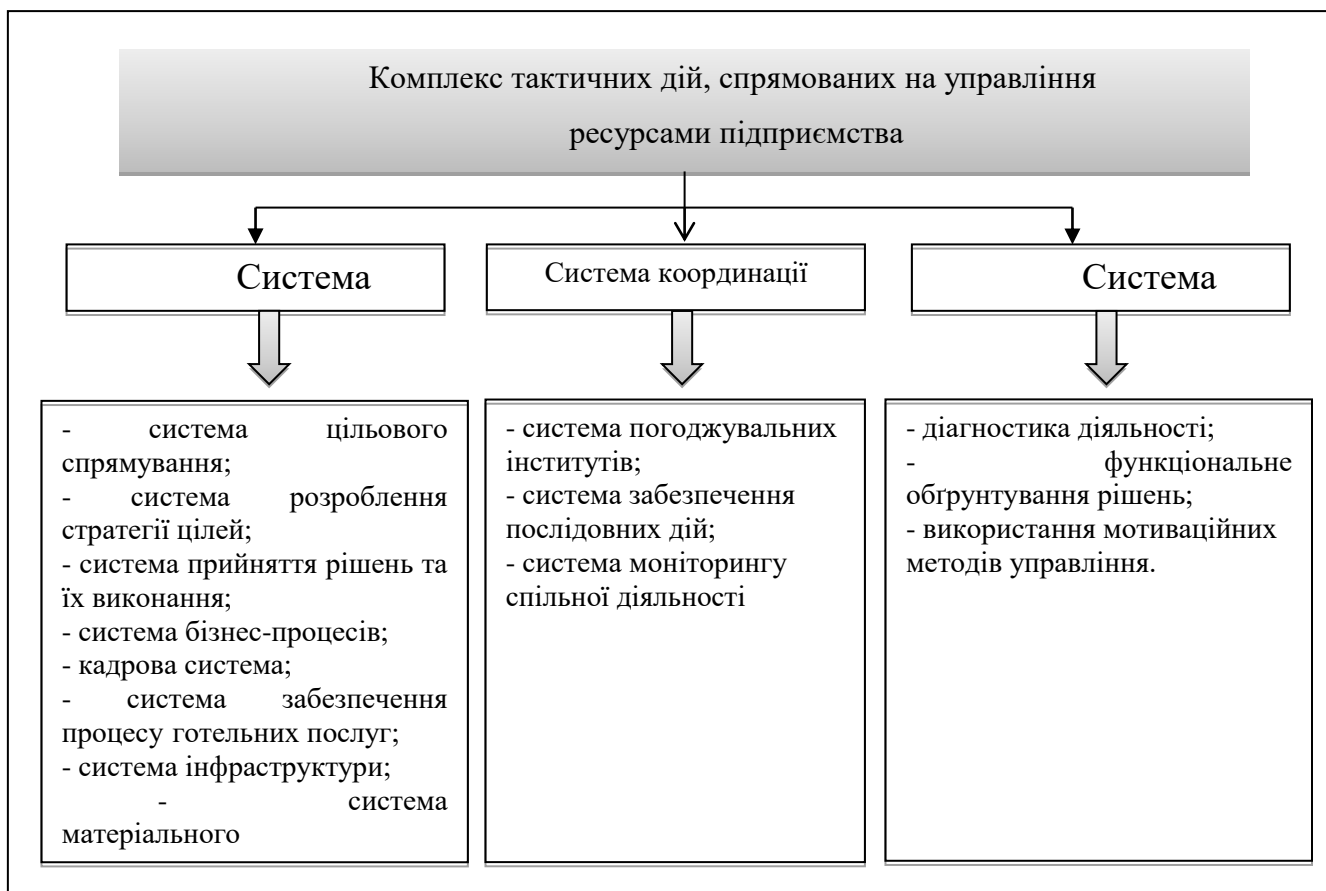 Комплекс тактичних дій, спрямованих на управління
ресурсами підприємства
Система
Система координації
Система
- система цільового
спрямування;
- система розроблення
стратегії цілей;
- система прийняття рішень та
їх виконання;
- система бізнес-процесів;
- кадрова система;
- система забезпечення
процесу готельних послуг;
- система інфраструктури;
- система
матеріального
- система погоджувальних
інститутів;
- система забезпечення
послідовних дій;
- система моніторингу
спільної діяльності
- діагностика діяльності;
- функціональне
обґрунтування рішень;
- використання мотиваційних
методів управління.